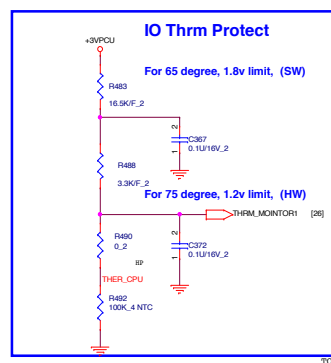 IO Thrm Protect
+3VPCU
For 65 degree, 1.8v limit, (SW)
R483
16.5K/F_2
2
C367
0.1U/16V_2
1
R488
3.3K/F_2
For 75 degree, 1.2v limit, (HW)
THRM_MOINTOR1 [26]
R490
0_2
2
C372
0.1U/16V_2
1
HP
THER_CPU
R492
100K_4 NTC